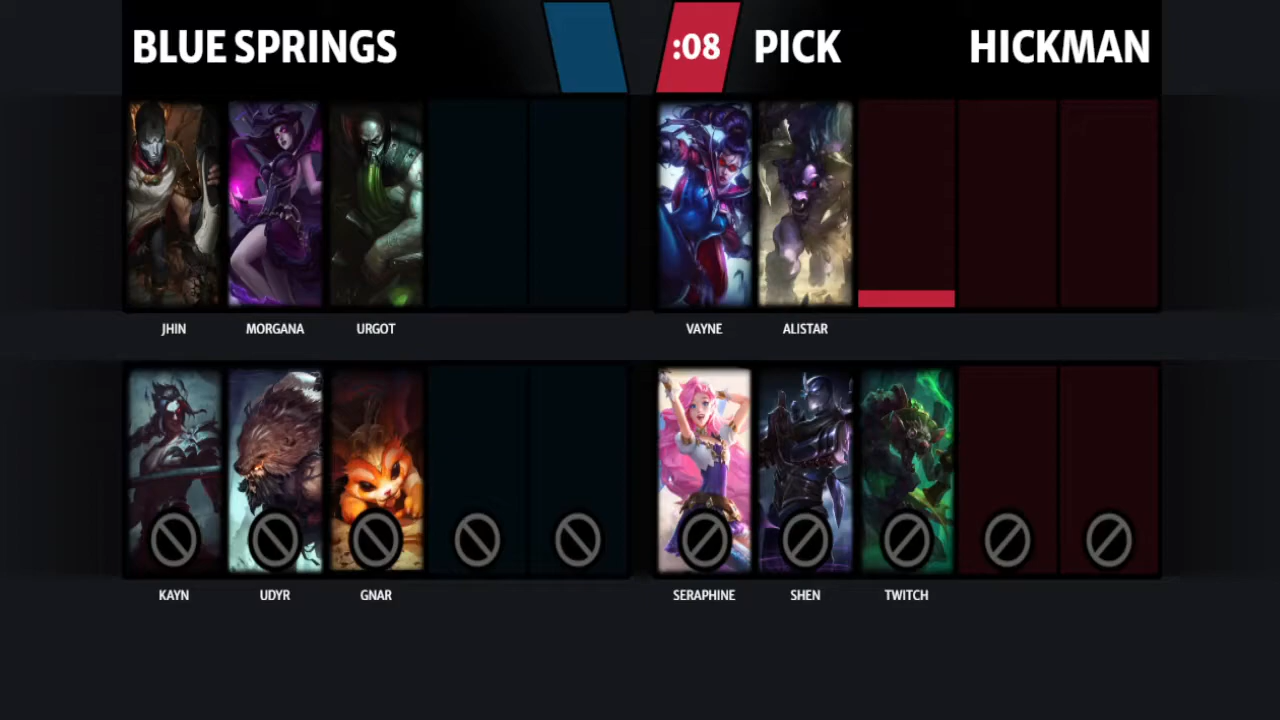 BLUE SPRINGS
:08 PICK
HICKMAN
JHIN
MORGANA
URGOT
VAYNE
ALISTAR
KAYN
UDYR
GNAR
SERAPHINE
SHEN
TWITCH